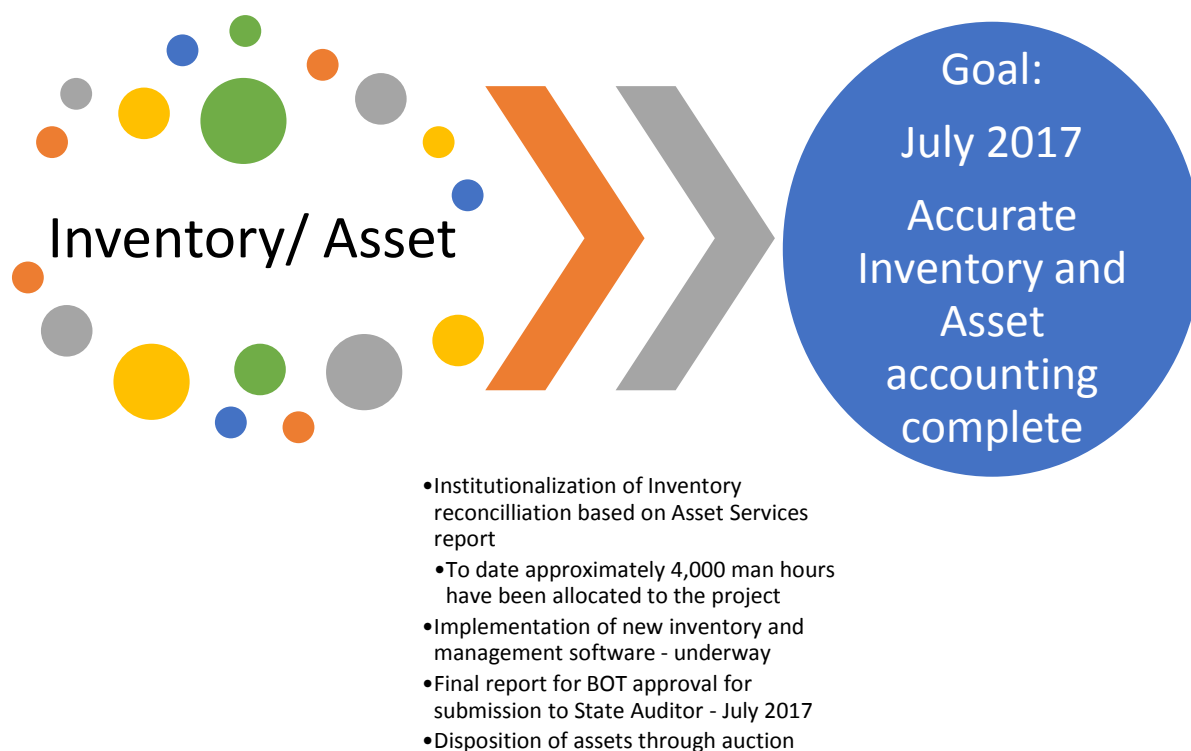 Inventory/ Asset
Goal:
July 2017
Accurate
Inventory and
Asset
accounting
complete
•Institutionalization of Inventory
reconcilliation based on Asset Services
report
•To date approximately 4,000 man hours
have been allocated to the project
•Implementation of new inventory and
management software - underway
•Final report for BOT approval for
submission to State Auditor - July 2017
•Disposition of assets through auction